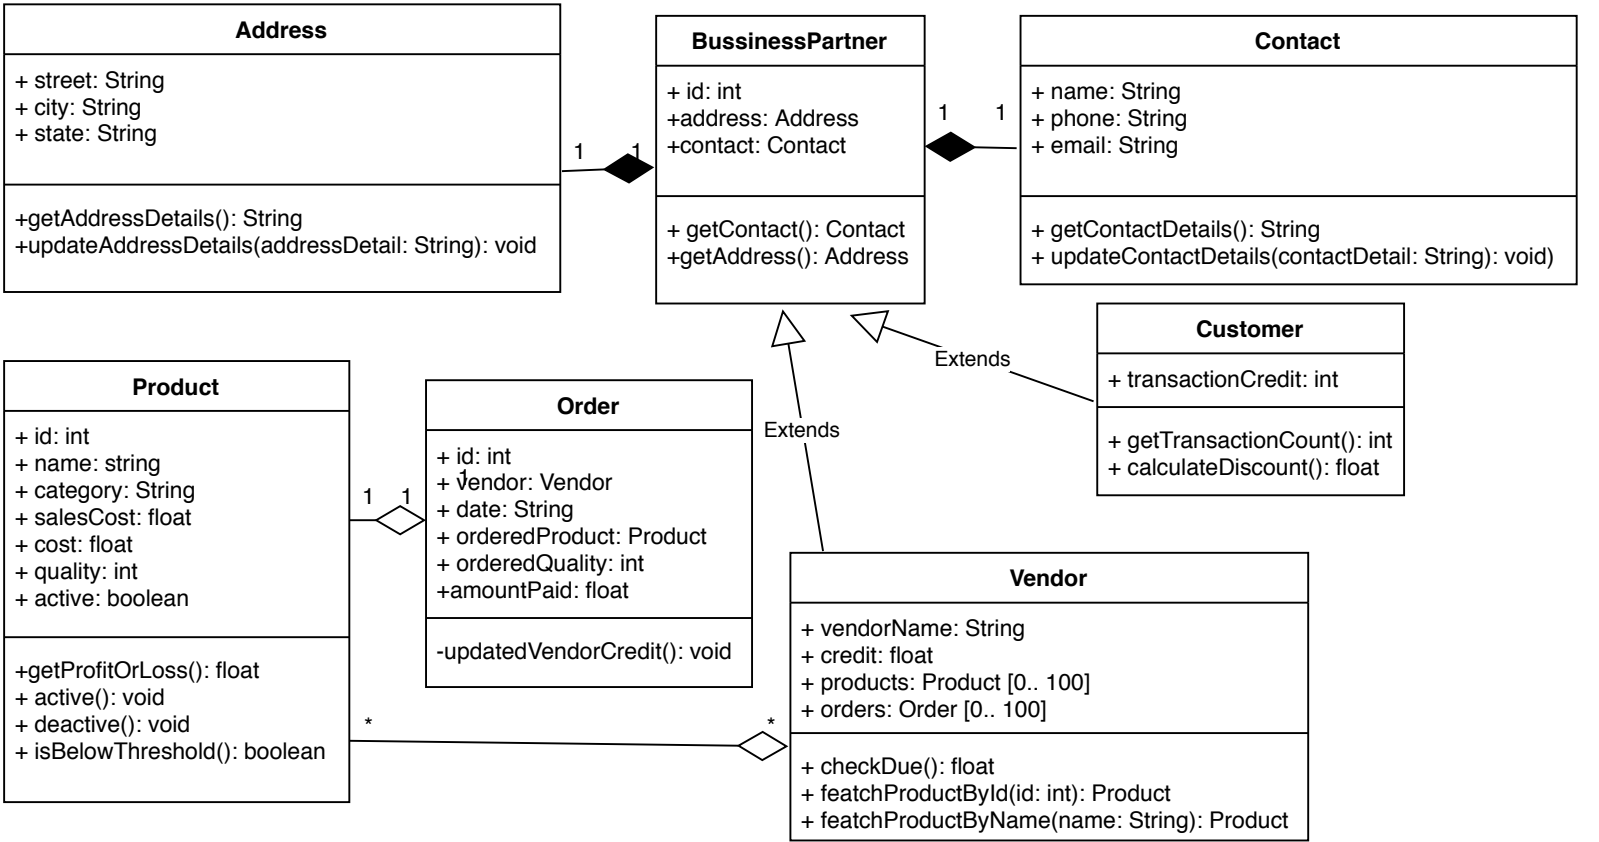 Address
+ street: String
+ city: String
+ state: String
+getAddressDetails(): String
+updateAddressDetails(addressDetail: String): void
1
1
BussinessPartner
+ id: int
+address: Address
+contact: Contact
+ getContact(): Contact
+getAddress(): Address
1
1
Contact
+ name: String
+ phone: String
+ email: String
+ getContactDetails(): String
+ updateContactDetails(contactDetail: String): void)
Extends
Extends
Customer
+ transactionCredit: int
+ getTransactionCount(): int
+ calculateDiscount(): float
Product
+ id: int
+ name: string
+ category: String
+ salesCost: float
+ cost: float
+ quality: int
+ active: boolean
+getProfitOrLoss(): float
+ active(): void
+ deactive(): void
+ isBelowThreshold(): boolean
1
1
Order
+ id: int
1
+ vendor: Vendor
+ date: String
+ orderedProduct: Product
+ orderedQuality: int
+amountPaid: float
-updatedVendorCredit(): void
*
*
Vendor
+ vendorName: String
+ credit: float
+ products: Product [0.. 100]
+ orders: Order [0.. 100]
+ checkDue(): float
+ featchProductById(id: int): Product
+ featchProductByName(name: String): Product